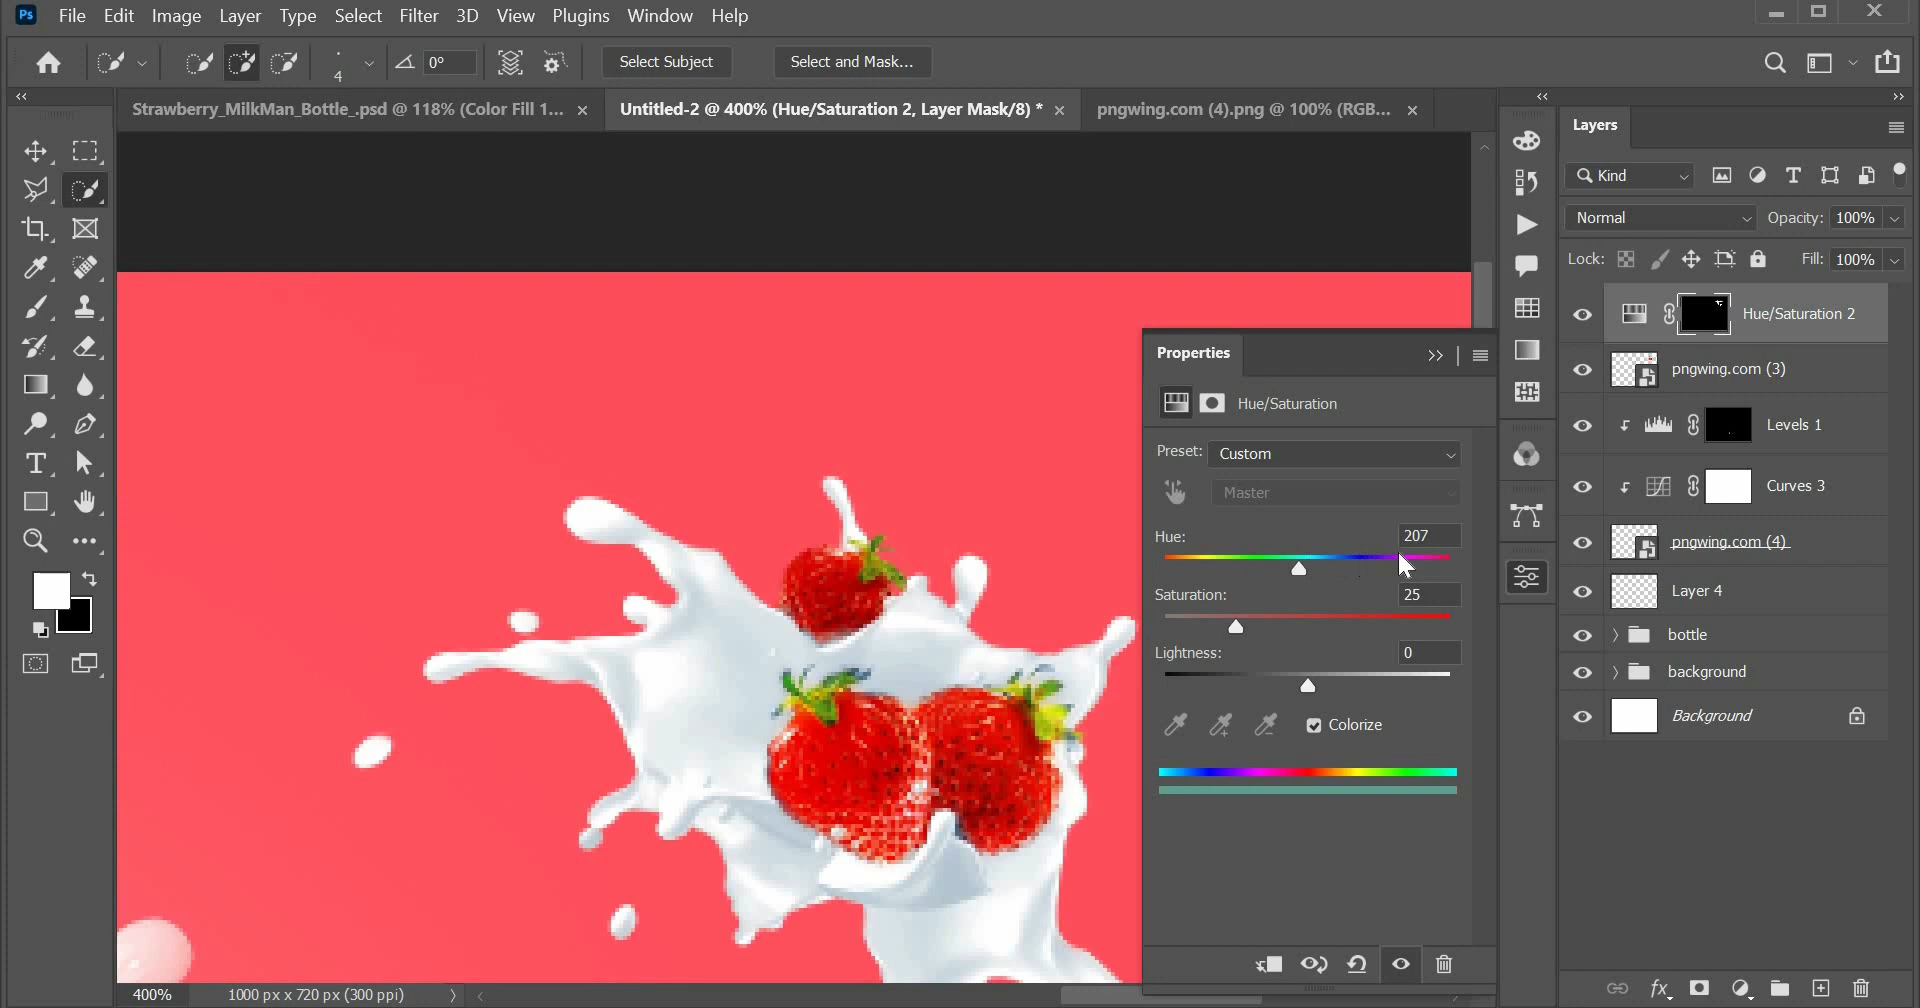 Ps File Edit Image Layer Type Select Filter 3D View Plugins Window Help
4 0° Select Subject Select and Mask...
Strawberry_MilkMan_Bottle_.psd @ 118% (Color Fill 1... × Untitled-2 @ 400% (Hue/Saturation 2, Layer Mask/8) * × pngwing.com (4).png @ 100% (RGB... ×
Layers
Kind
Normal Opacity: 100%
Lock: Fill: 100%
Hue/Saturation 2
pngwing.com (3)
Levels 1
Curves 3
pngwing.com (4)
Layer 4
bottle
background
Background
Properties
Hue/Saturation
Preset: Custom
Master
Hue: 207
Saturation: 25
Lightness: 0
Colorize
400% 1000 px x 720 px (300 ppi)
fx